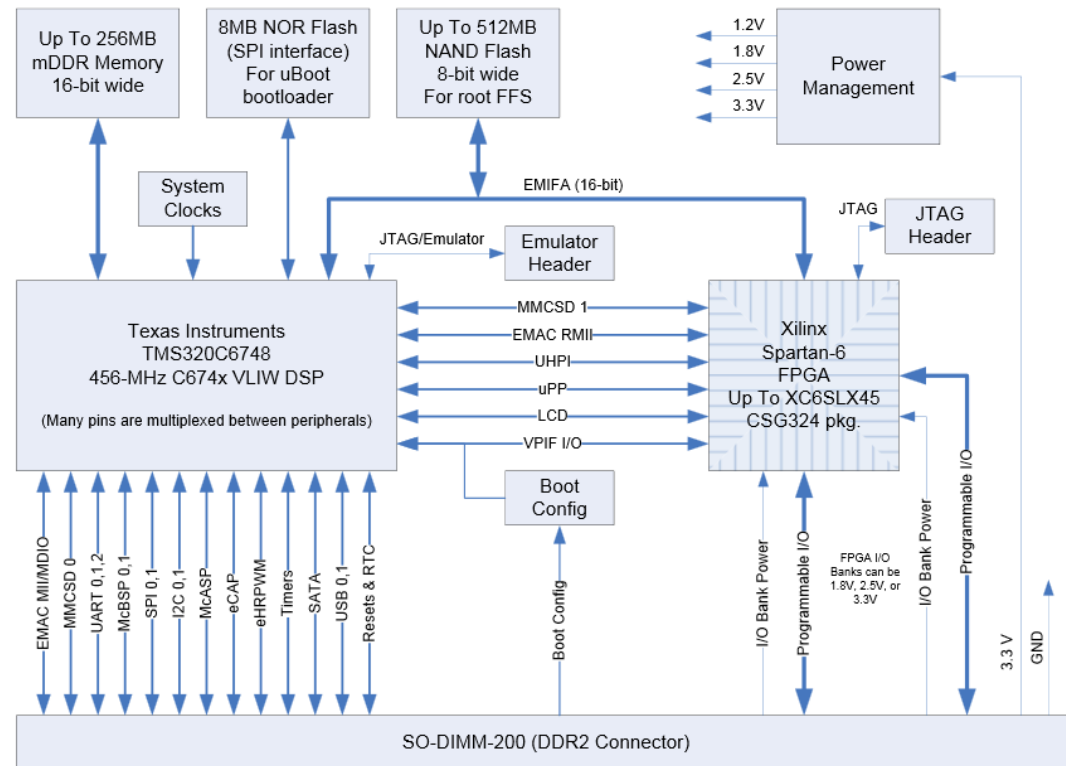 Up To 256MB
mDDR Memory
16-bit wide
8MB NOR Flash
(SPI interface)
For uBoot
bootloader
Up To 512MB
NAND Flash
8-bit wide
For root FFS
1.2V
1.8V
2.5V
3.3V
Power
Management
System
Clocks
EMIFA (16-bit)
JTAG/Emulator
Emulator
Header
JTAG
JTAG
Header
Texas Instruments
TMS320C6748
456-MHz C674x VLIW DSP
(Many pins are multiplexed between peripherals)
MMCSD 1
EMAC RMII
UHPI
uPP
LCD
VPIF I/O
Xilinx
Spartan-6
FPGA
Up To XC6SLX45
CSG324 pkg.
Boot
Config
EMAC MII/MDIO
MMCSD 0
UART 0,1,2
McBSP 0,1
SPI 0,1
I2C 0,1
McASP
eCAP
eHRPWM
Timers
SATA
USB 0,1
Resets & RTC
Boot Config
I/O Bank Power
Programmable I/O
FPGA I/O
Banks can be
1.8V, 2.5V, or
3.3V
I/O Bank Power
Programmable I/O
3.3 V
GND
SO-DIMM-200 (DDR2 Connector)